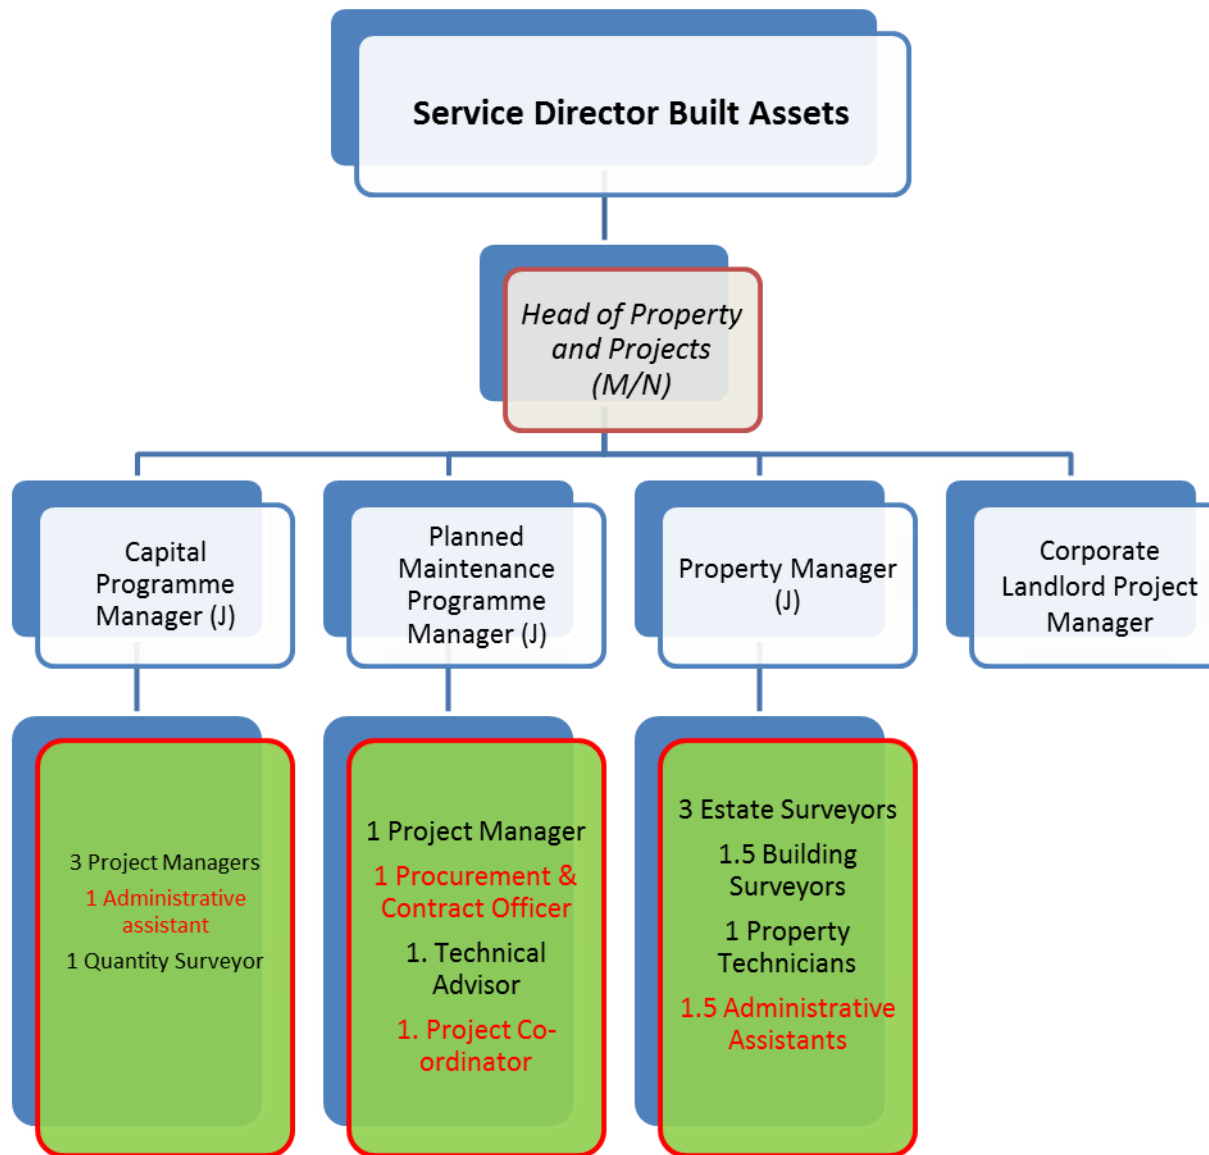 Service Director Built Assets
Head of Property
and Projects
(M/N)
Capital
Programme
Manager (J)
Planned
Maintenance
Programme
Manager (J)
Property Manager
(J)
Corporate
Landlord Project
Manager
3 Project Managers
1 Administrative
assistant
1 Quantity Surveyor
1 Project Manager
1 Procurement &
Contract Officer
1. Technical
Advisor
1. Project Co-
ordinator
3 Estate Surveyors
1.5 Building
Surveyors
1 Property
Technicians
1.5 Administrative
Assistants